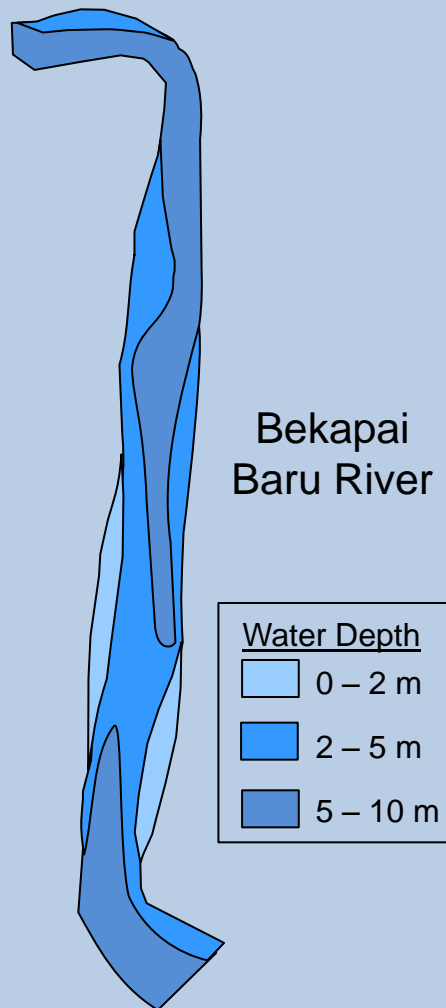 Bekapai
Baru River
Water Depth
0 – 2 m
2 – 5 m
5 – 10 m